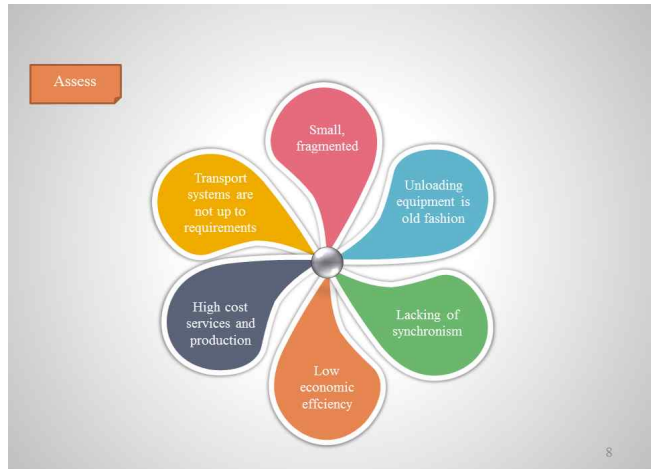 Assess
Small,
fragmented
Unloading
equipment is
old fashion
Lacking of
synchronism
Low
economic
effciency
High cost
services and
production
Transport
systems are
not up to
requirements
8